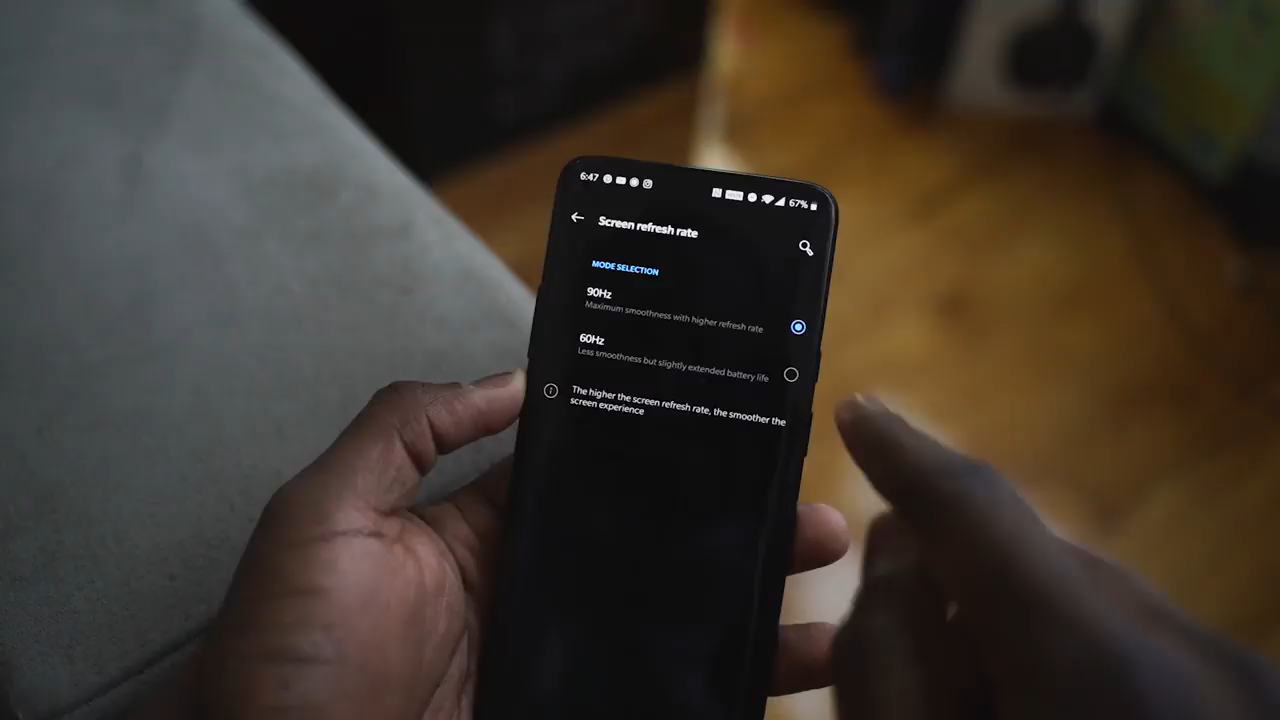 6:47
67%
Screen refresh rate
MODE SELECTION
90Hz
Maximum smoothness with higher refresh rate
60Hz
Less smoothness but slightly extended battery life
The higher the screen refresh rate, the smoother the
screen experience